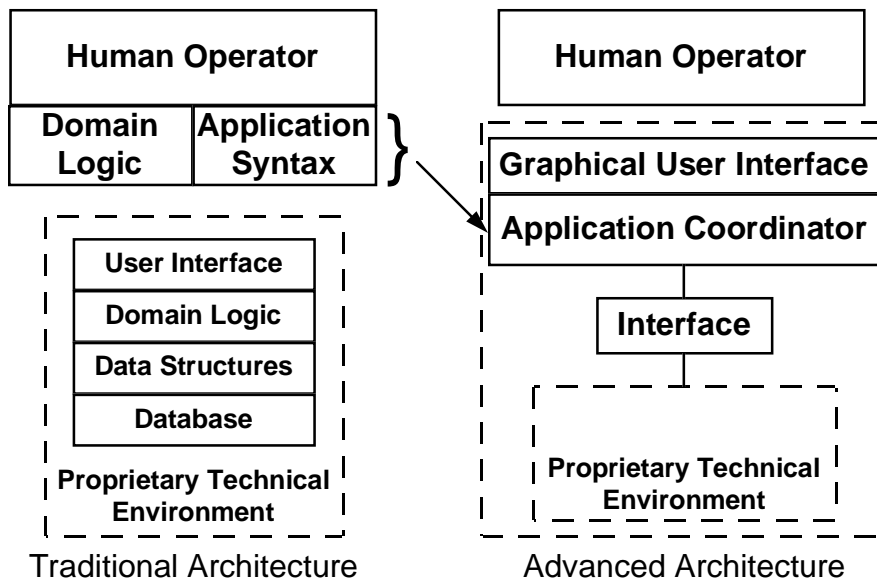 Human Operator
Domain
Logic
Application
Syntax
}
User Interface
Domain Logic
Data Structures
Database
Proprietary Technical
Environment
Traditional Architecture
Human Operator
Graphical User Interface
Application Coordinator
Interface
Proprietary Technical
Environment
Advanced Architecture